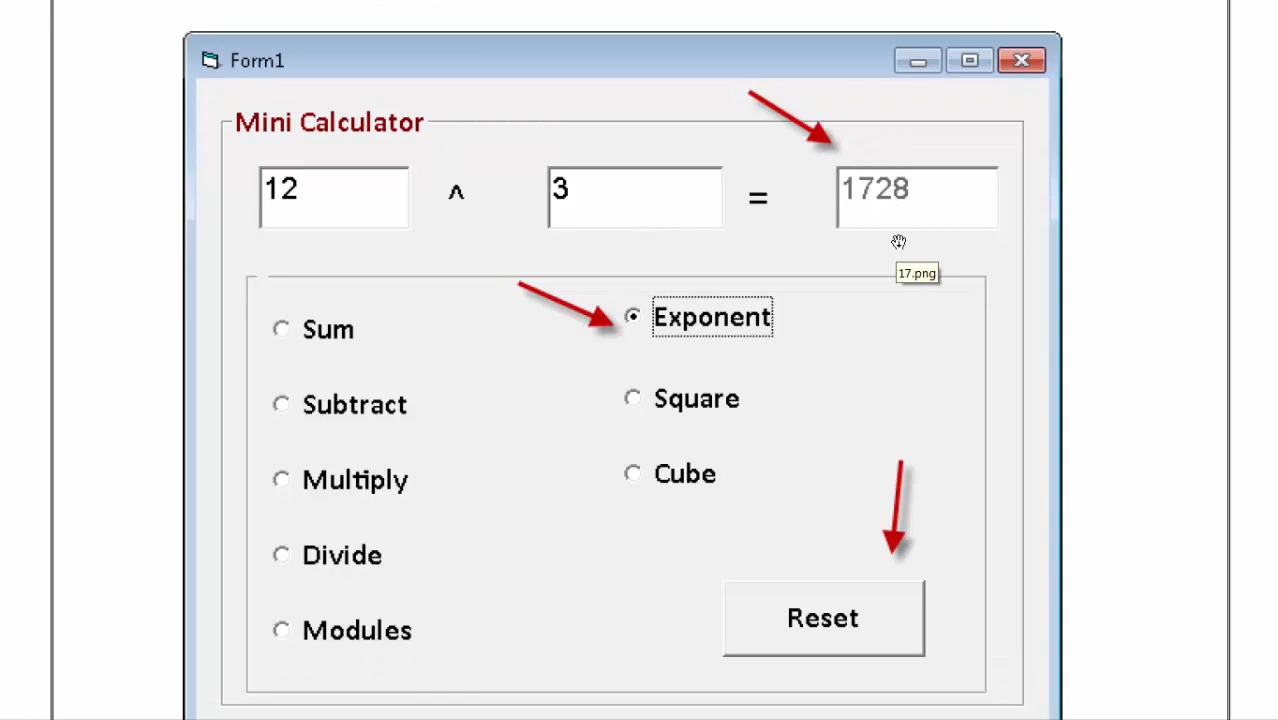 Form1
Mini Calculator
12 ^ 3 = 1728
17.png
Sum
Exponent
Subtract
Square
Multiply
Cube
Divide
Modules
Reset